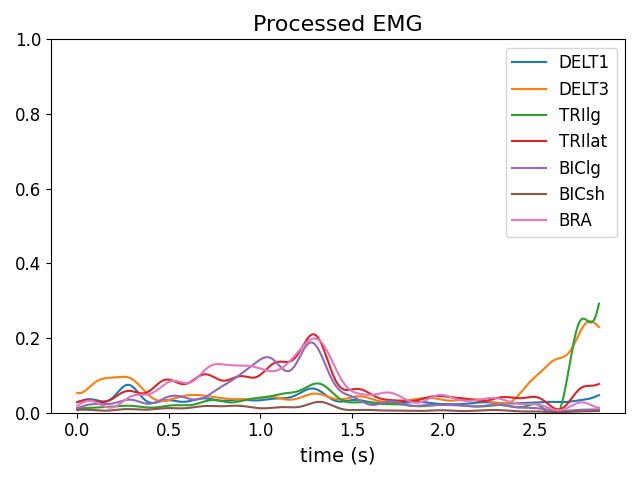 Processed EMG
1.0
0.8
0.6
0.4
0.2
0.0
DELT1
DELT3
TRIlg
TRIlat
BIClg
BICsh
BRA
0.0 0.5 1.0 1.5 2.0 2.5
time (s)